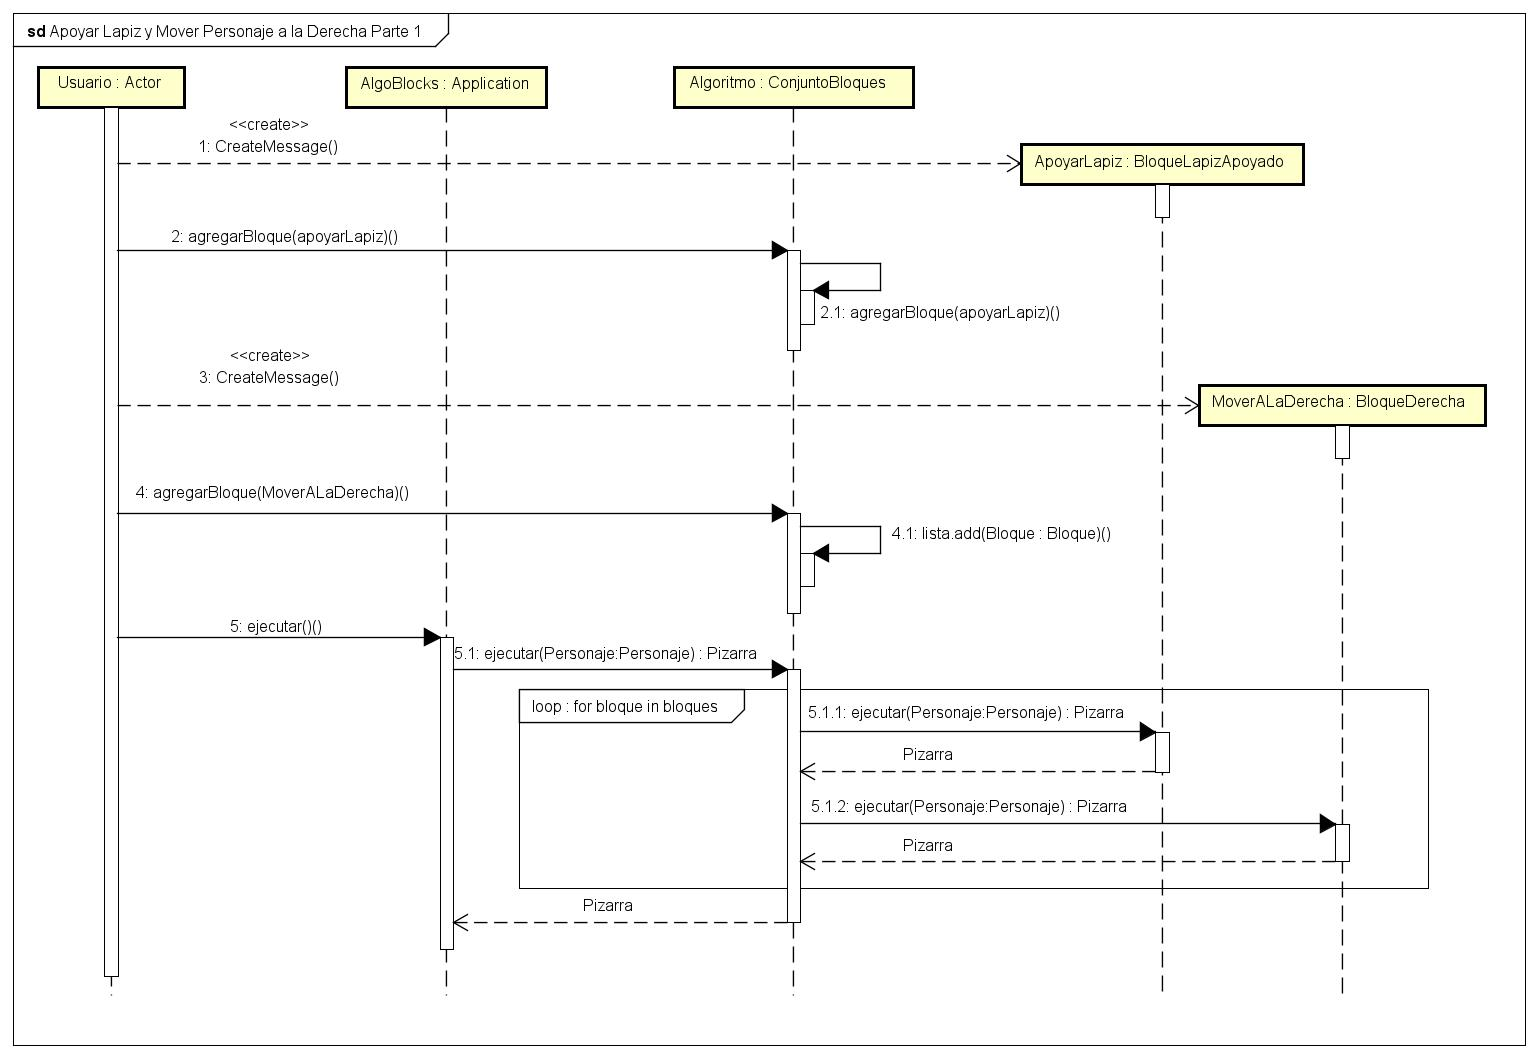 sd Apoyar Lapiz y Mover Personaje a la Derecha Parte 1
Usuario : Actor
AlgoBlocks : Application
Algoritmo : ConjuntoBloques
<<create>>
1: CreateMessage()
ApoyarLapiz : BloqueLapizApoyado
2: agregarBloque(apoyarLapiz)()
2.1: agregarBloque(apoyarLapiz)()
<<create>>
3: CreateMessage()
MoverALaDerecha : BloqueDerecha
4: agregarBloque(MoverALaDerecha)()
4.1: lista.add(Bloque : Bloque)()
5: ejecutar()()
5.1: ejecutar(Personaje:Personaje) : Pizarra
loop : for bloque in bloques
5.1.1: ejecutar(Personaje:Personaje) : Pizarra
Pizarra
5.1.2: ejecutar(Personaje:Personaje) : Pizarra
Pizarra
Pizarra